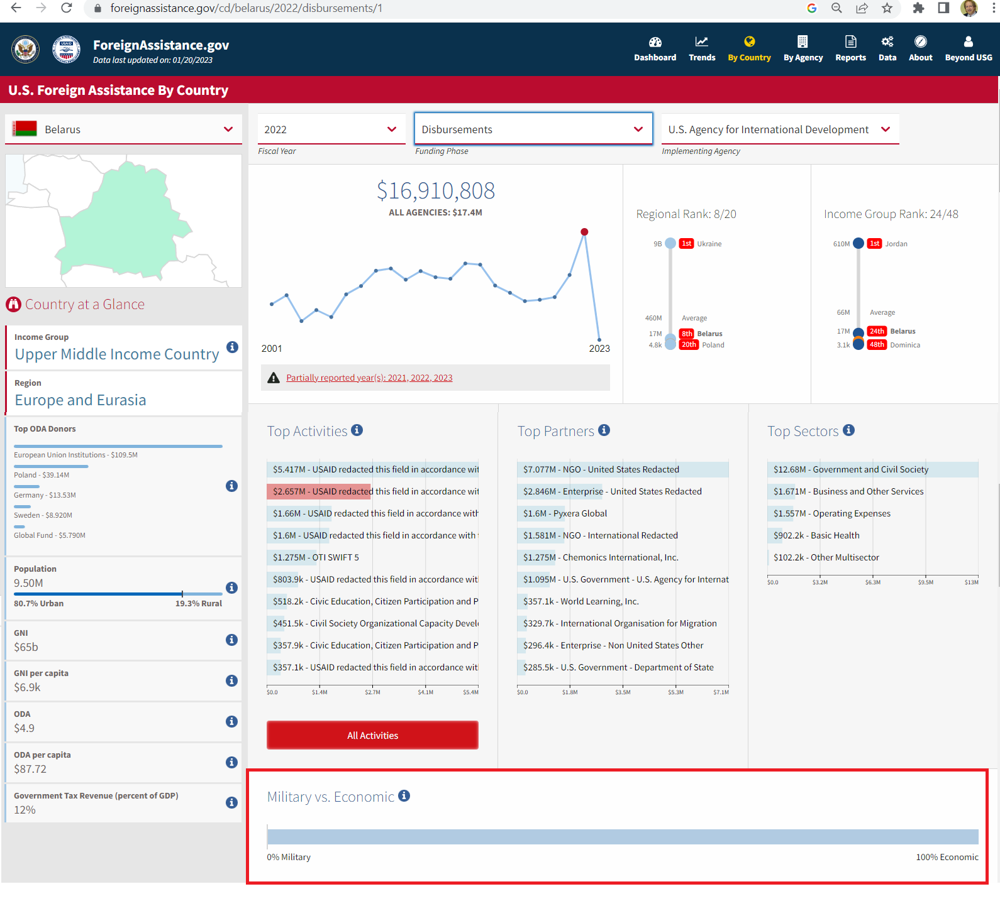 foreignassistance.gov/cd/belarus/2022/disbursements/1
ForeignAssistance.gov
Data last updated on: 01/20/2023
USAID
Dashboard
Trends
By Country
By Agency
Reports
Data
About
Beyond USG
U.S. Foreign Assistance By Country
Belarus
2022
Fiscal Year
Disbursements
Funding Phase
U.S. Agency for International Development
Implementing Agency
Country at a Glance
Income Group
Upper Middle Income Country
Region
Europe and Eurasia
Top ODA Donors
European Union Institutions - $109.5M
Poland - $39.14M
Germany - $13.53M
Sweden - $8.920M
Global Fund - $5.790M
Population
9.50M
80.7% Urban
19.3% Rural
GNI
$65b
GNI per capita
$6.9k
ODA
$4.9
ODA per capita
$87.72
Government Tax Revenue (percent of GDP)
12%
$16,910,808
ALL AGENCIES: $17.4M
2001
2023
Partially reported year(s): 2021, 2022, 2023
Regional Rank: 8/20
9B 1st Ukraine
460M Average
17M 8th Belarus
4.8k 20th Poland
Income Group Rank: 24/48
610M 1st Jordan
66M Average
17M 24th Belarus
3.1k 48th Dominica
Top Activities
$5.417M - USAID redacted this field in accordance wit
$2.657M - USAID redacted this field in accordance wit
$1.66M - USAID redacted this field in accordance with
$1.6M - USAID redacted this field in accordance with
$1.275M - OTI SWIFT 5
$803.9k - USAID redacted this field in accordance wit
$518.2k - Civic Education, Citizen Participation and P
$451.5k - Civil Society Organizational Capacity Devel
$357.9k - Civic Education, Citizen Participation and P
$357.1k - USAID redacted this field in accordance wit
$0.0 $1.4M $2.7M $4.1M $5.4M
All Activities
Top Partners
$7.077M - NGO - United States Redacted
$2.846M - Enterprise - United States Redacted
$1.6M - Pyxera Global
$1.581M - NGO - International Redacted
$1.275M - Chemonics International, Inc.
$1.095M - U.S. Government - U.S. Agency for Internat
$357.1k - World Learning, Inc.
$329.7k - International Organisation for Migration
$296.4k - Enterprise - Non United States Other
$285.5k - U.S. Government - Department of State
$0.0 $1.8M $3.5M $5.3M $7.1M
Top Sectors
$12.68M - Government and Civil Society
$1.671M - Business and Other Services
$1.557M - Operating Expenses
$902.2k - Basic Health
$102.2k - Other Multisector
$0.0 $3.2M $6.3M $9.5M $13M
Military vs. Economic
0% Military
100% Economic